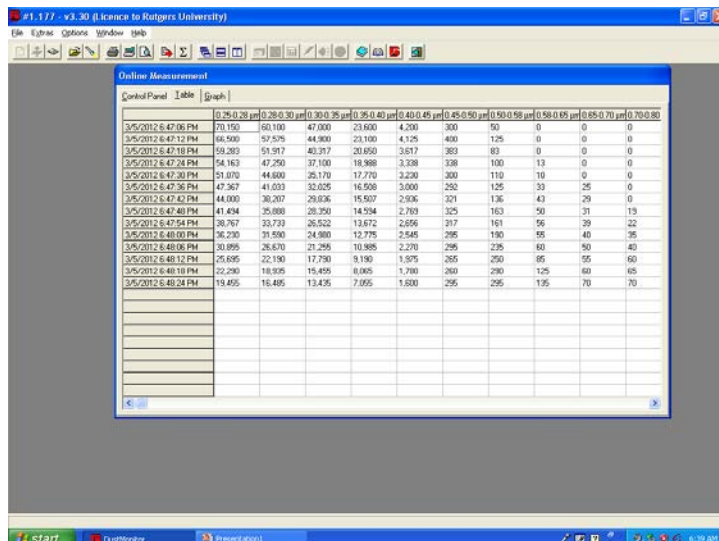 #1.177 - v3.30 (Licence to Rutgers University)
File Extras Options Window Help
Online Measurement
Control Panel Table Graph
0.25-0.28 µm 0.28-0.30 µm 0.30-0.35 µm 0.35-0.40 µm 0.40-0.45 µm 0.45-0.50 µm 0.50-0.58 µm 0.58-0.65 µm 0.65-0.70 µm 0.70-0.80
3/5/2012 6:47:06 PM 70,150 60,100 47,000 23,600 4,200 300 50 0 0 0
3/5/2012 6:47:12 PM 66,500 57,575 44,900 23,100 4,125 400 125 0 0 0
3/5/2012 6:47:18 PM 59,283 51,917 40,317 20,650 3,617 383 83 0 0 0
3/5/2012 6:47:24 PM 54,163 47,250 37,100 18,988 3,338 338 100 13 0 0
3/5/2012 6:47:30 PM 51,070 44,600 35,170 17,770 3,230 300 110 10 0 0
3/5/2012 6:47:36 PM 47,367 41,033 32,025 16,508 3,000 292 125 33 25 0
3/5/2012 6:47:42 PM 44,000 38,207 29,836 15,507 2,936 321 136 43 29 0
3/5/2012 6:47:48 PM 41,494 35,888 28,350 14,594 2,769 325 163 50 31 19
3/5/2012 6:47:54 PM 38,767 33,733 26,522 13,672 2,656 317 161 56 39 22
3/5/2012 6:48:00 PM 36,230 31,590 24,980 12,775 2,545 295 190 55 40 35
3/5/2012 6:48:06 PM 30,855 26,670 21,255 10,985 2,270 295 235 60 50 40
3/5/2012 6:48:12 PM 25,695 22,190 17,790 9,190 1,975 265 250 85 55 60
3/5/2012 6:48:18 PM 22,290 18,935 15,455 8,065 1,780 260 290 125 60 65
3/5/2012 6:48:24 PM 19,455 16,485 13,435 7,055 1,600 295 295 135 70 70
start DustMonitor Presentation1 6:39 AM